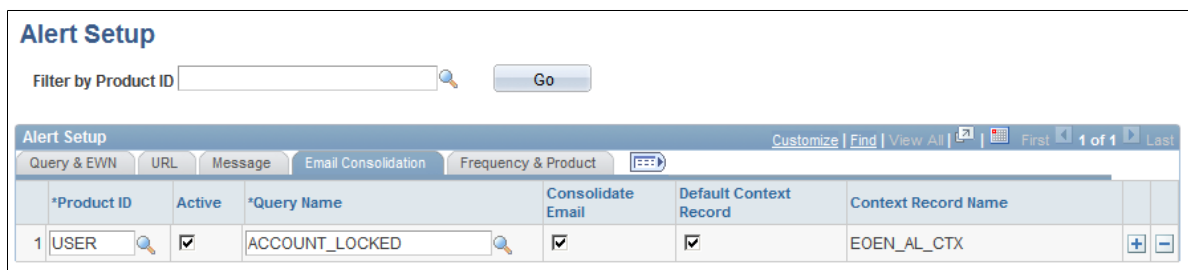 Alert Setup
Filter by Product ID Go
Alert Setup Customize | Find | View All | | First 1 of 1 Last
Query & EWN URL Message Email Consolidation Frequency & Product
*Product ID Active *Query Name Consolidate Email Default Context Record Context Record Name
1 USER ACCOUNT_LOCKED EOEN_AL_CTX